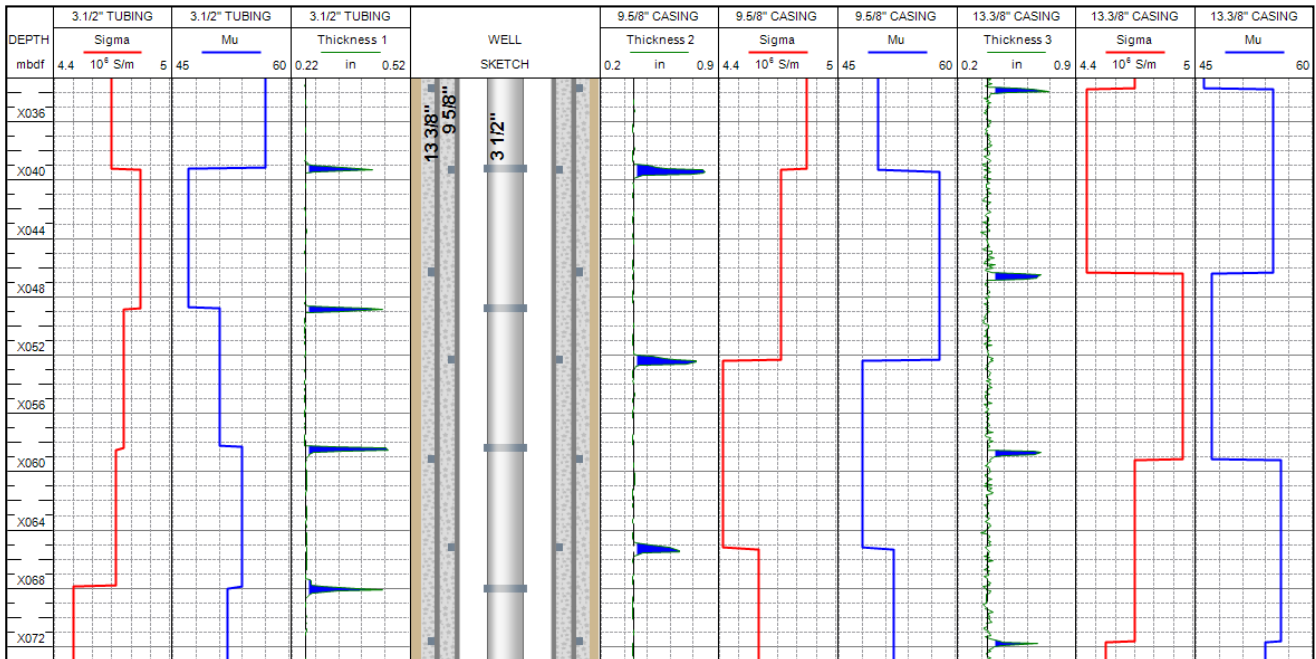 3.1/2" TUBING 3.1/2" TUBING 3.1/2" TUBING 9.5/8" CASING 9.5/8" CASING 9.5/8" CASING 13.3/8" CASING 13.3/8" CASING 13.3/8" CASING
DEPTH Sigma Mu Thickness 1 WELL Thickness 2 Sigma Mu Thickness 3 Sigma Mu
mbdf 4.4 10⁶ S/m 5 45 60 0.22 in 0.52 SKETCH 0.2 in 0.9 4.4 10⁶ S/m 5 45 60 0.2 in 0.9 4.4 10⁶ S/m 5 45 60
13 3/8" 9 5/8" 3 1/2"
X036
X040
X044
X048
X052
X056
X060
X064
X068
X072